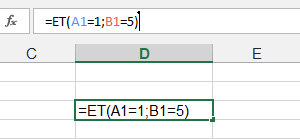 fx =ET(A1=1;B1=5)
C D E
=ET(A1=1;B1=5)